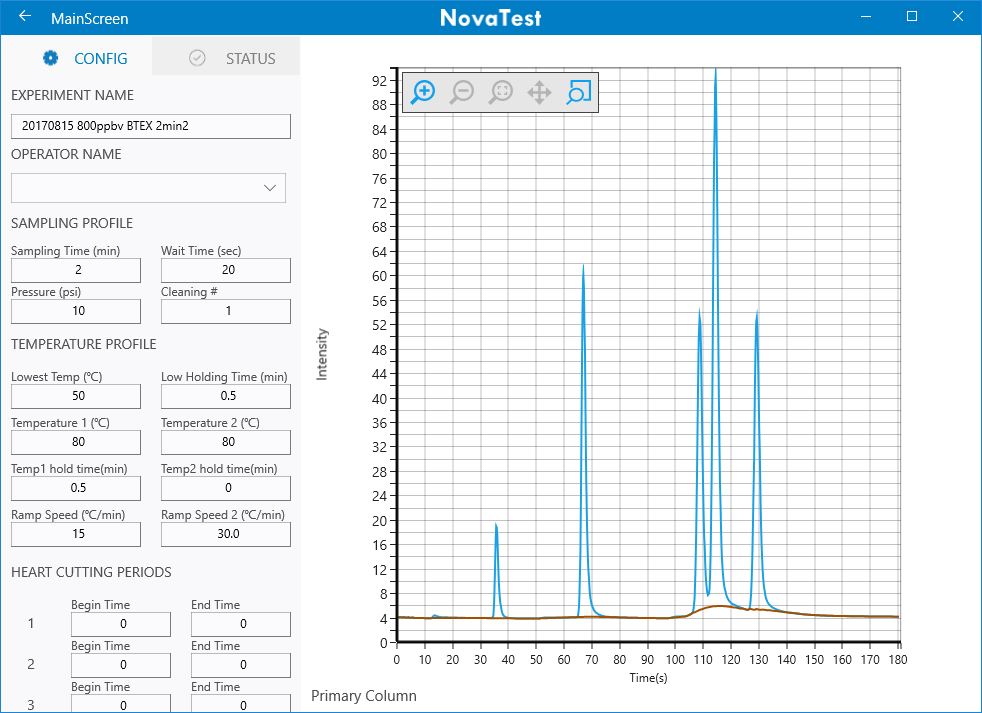 MainScreen
NovaTest
CONFIG
STATUS
EXPERIMENT NAME
20170815 800ppbv BTEX 2min2
OPERATOR NAME
SAMPLING PROFILE
Sampling Time (min) Wait Time (sec)
2 20
Pressure (psi) Cleaning #
10 1
TEMPERATURE PROFILE
Lowest Temp (℃) Low Holding Time (min)
50 0.5
Temperature 1 (℃) Temperature 2 (℃)
80 80
Temp1 hold time(min) Temp2 hold time(min)
0.5 0
Ramp Speed (℃/min) Ramp Speed 2 (℃/min)
15 30.0
HEART CUTTING PERIODS
Begin Time End Time
1 0 0
Begin Time End Time
2 0 0
Begin Time End Time
3 0 0
Intensity
92
88
84
80
76
72
68
64
60
56
52
48
44
40
36
32
28
24
20
16
12
8
4
0
0 10 20 30 40 50 60 70 80 90 100 110 120 130 140 150 160 170 180
Time(s)
Primary Column